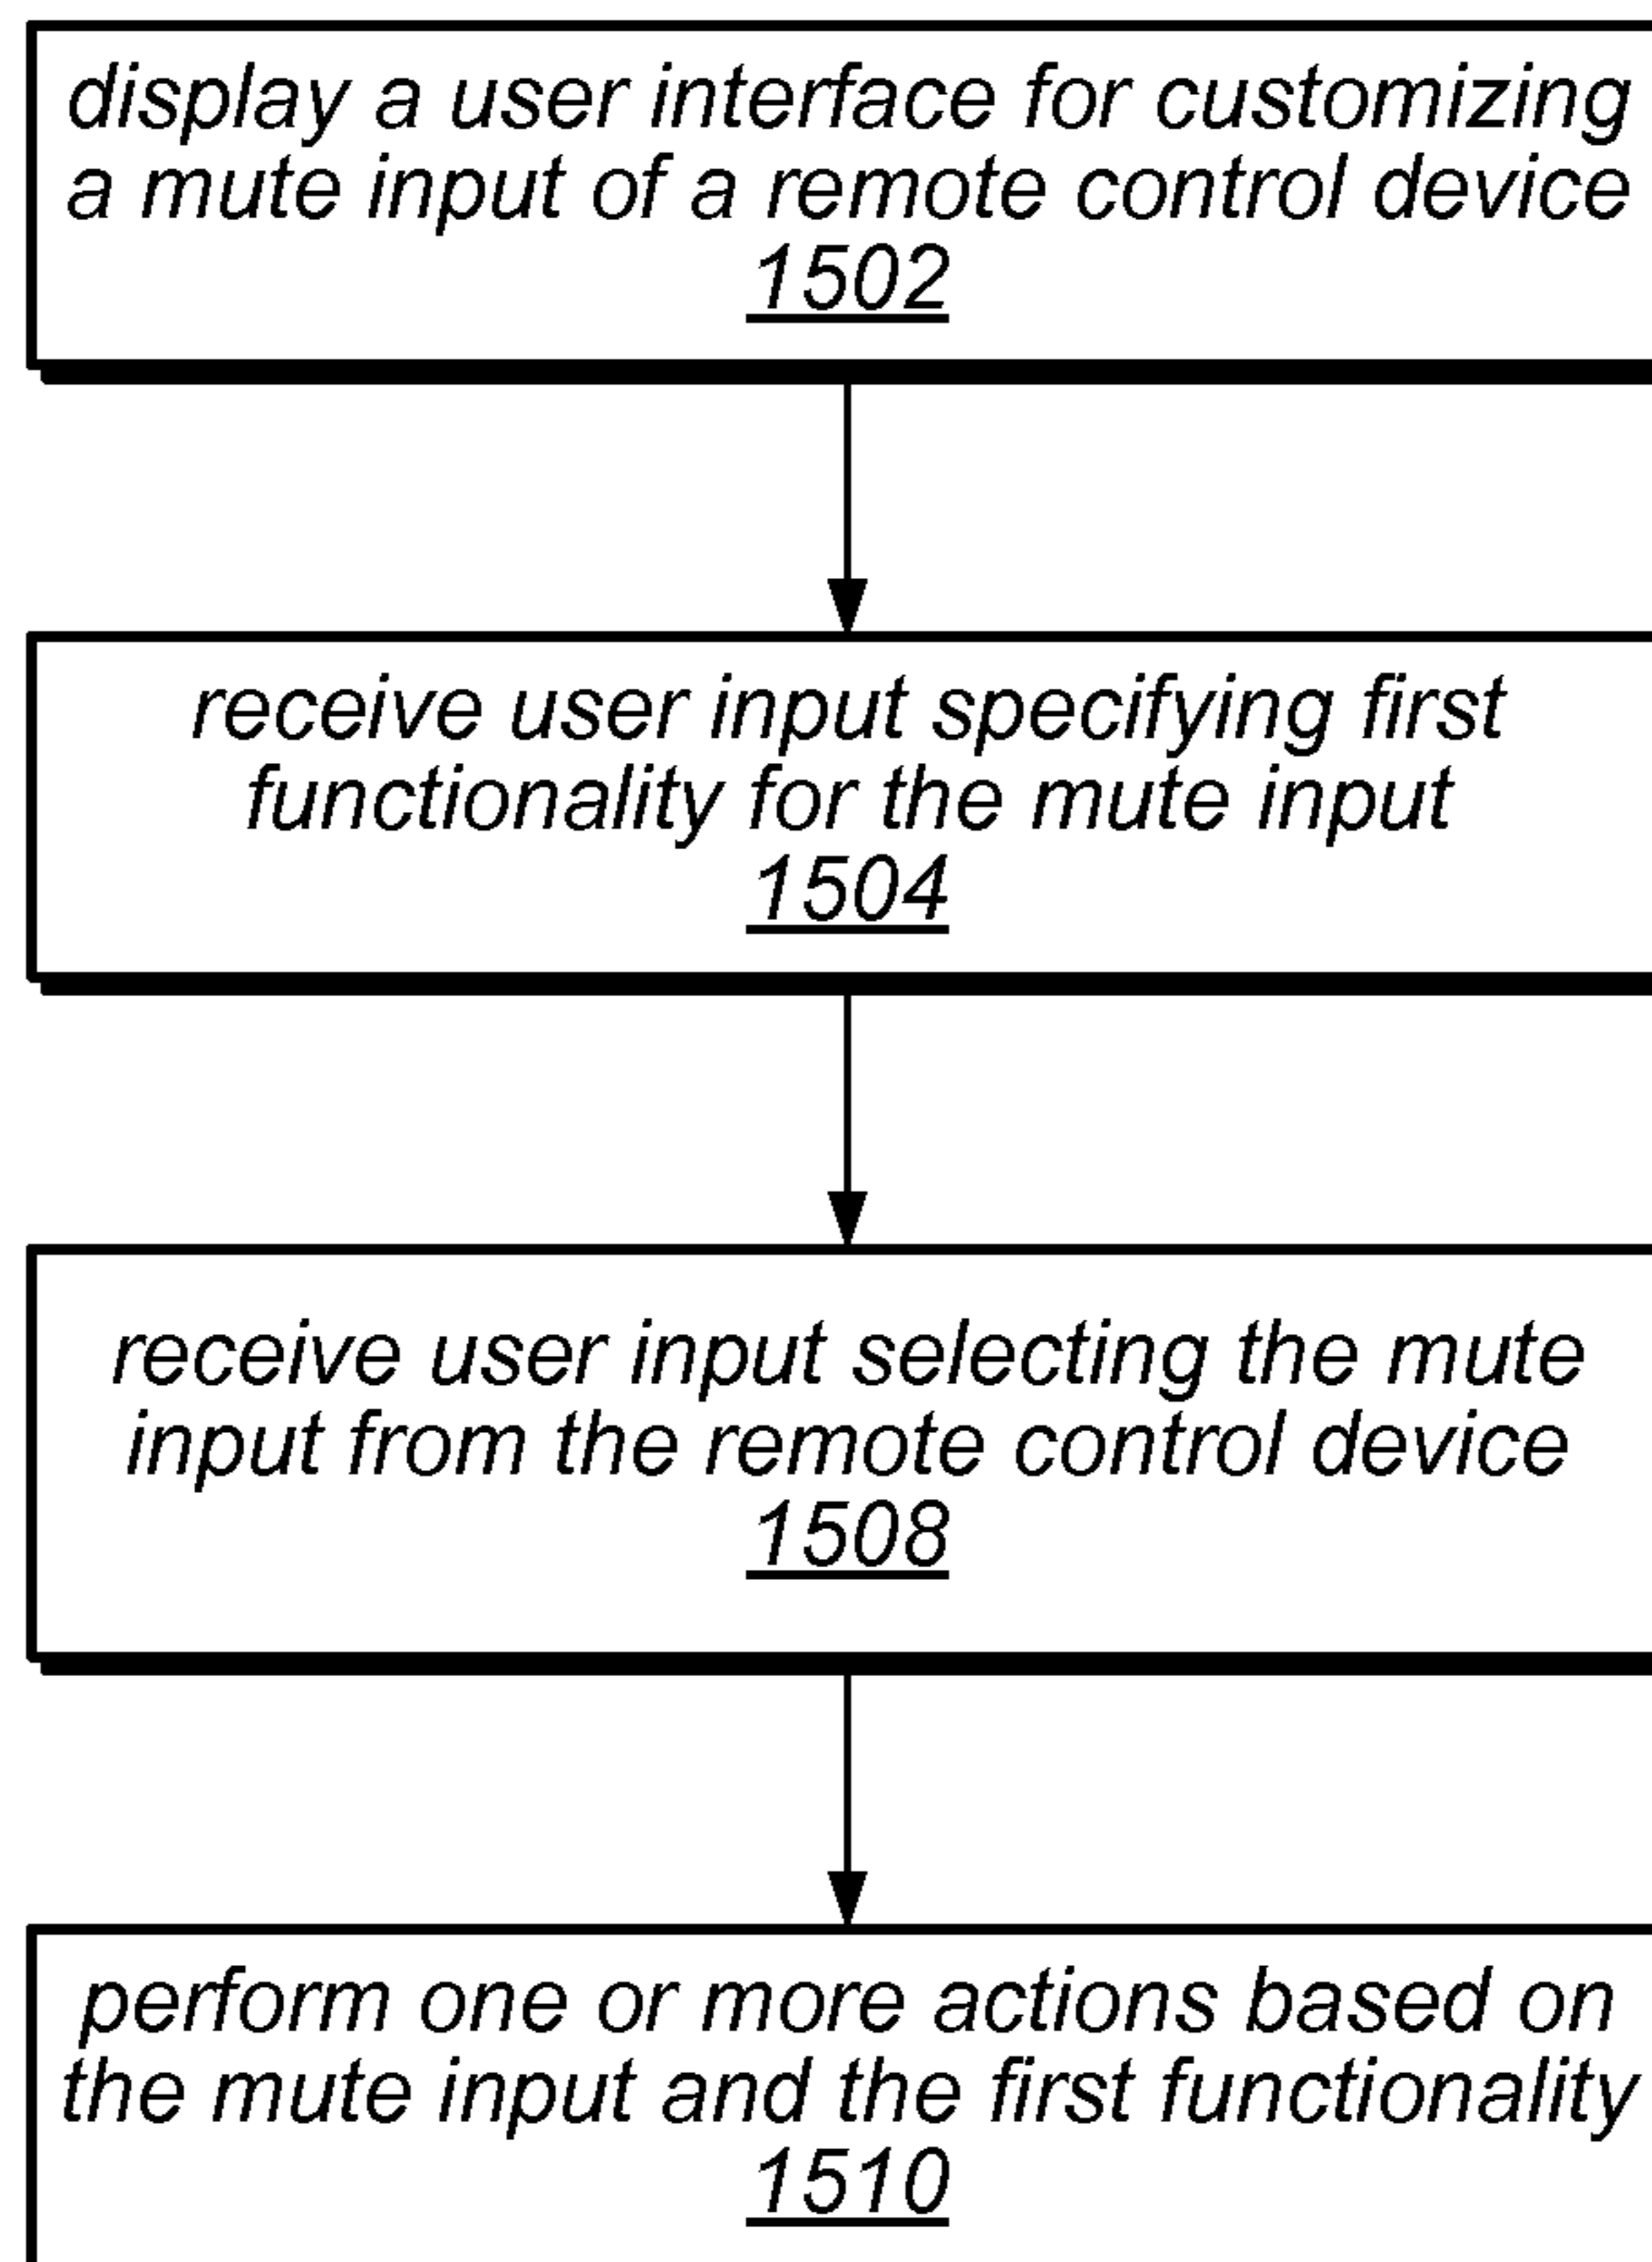 display a user interface for customizing
a mute input of a remote control device
1502
receive user input specifying first
functionality for the mute input
1504
receive user input selecting the mute
input from the remote control device
1508
perform one or more actions based on
the mute input and the first functionality
1510